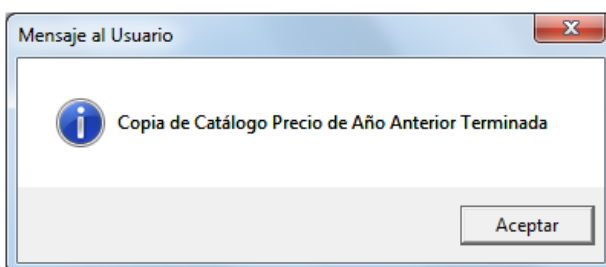 Mensaje al Usuario
Copia de Catálogo Precio de Año Anterior Terminada
Aceptar